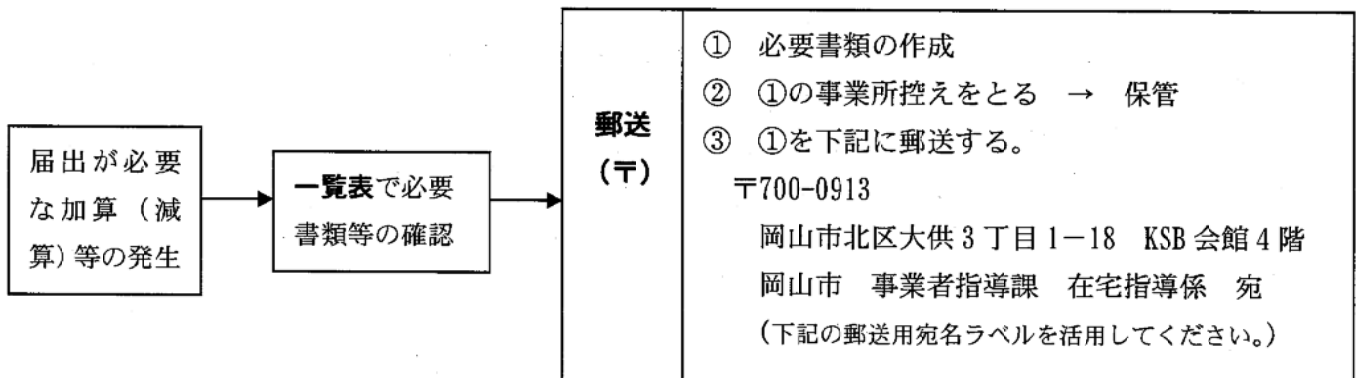 届出が必要
な加算（減
算）等の発生
一覧表で必要
書類等の確認
郵送
（〒）
① 必要書類の作成
② ①の事業所控えをとる → 保管
③ ①を下記に郵送する。
〒700-0913
岡山市北区大供３丁目１－18 KSB会館４階
岡山市 事業者指導課 在宅指導係 宛
（下記の郵送用宛名ラベルを活用してください。）